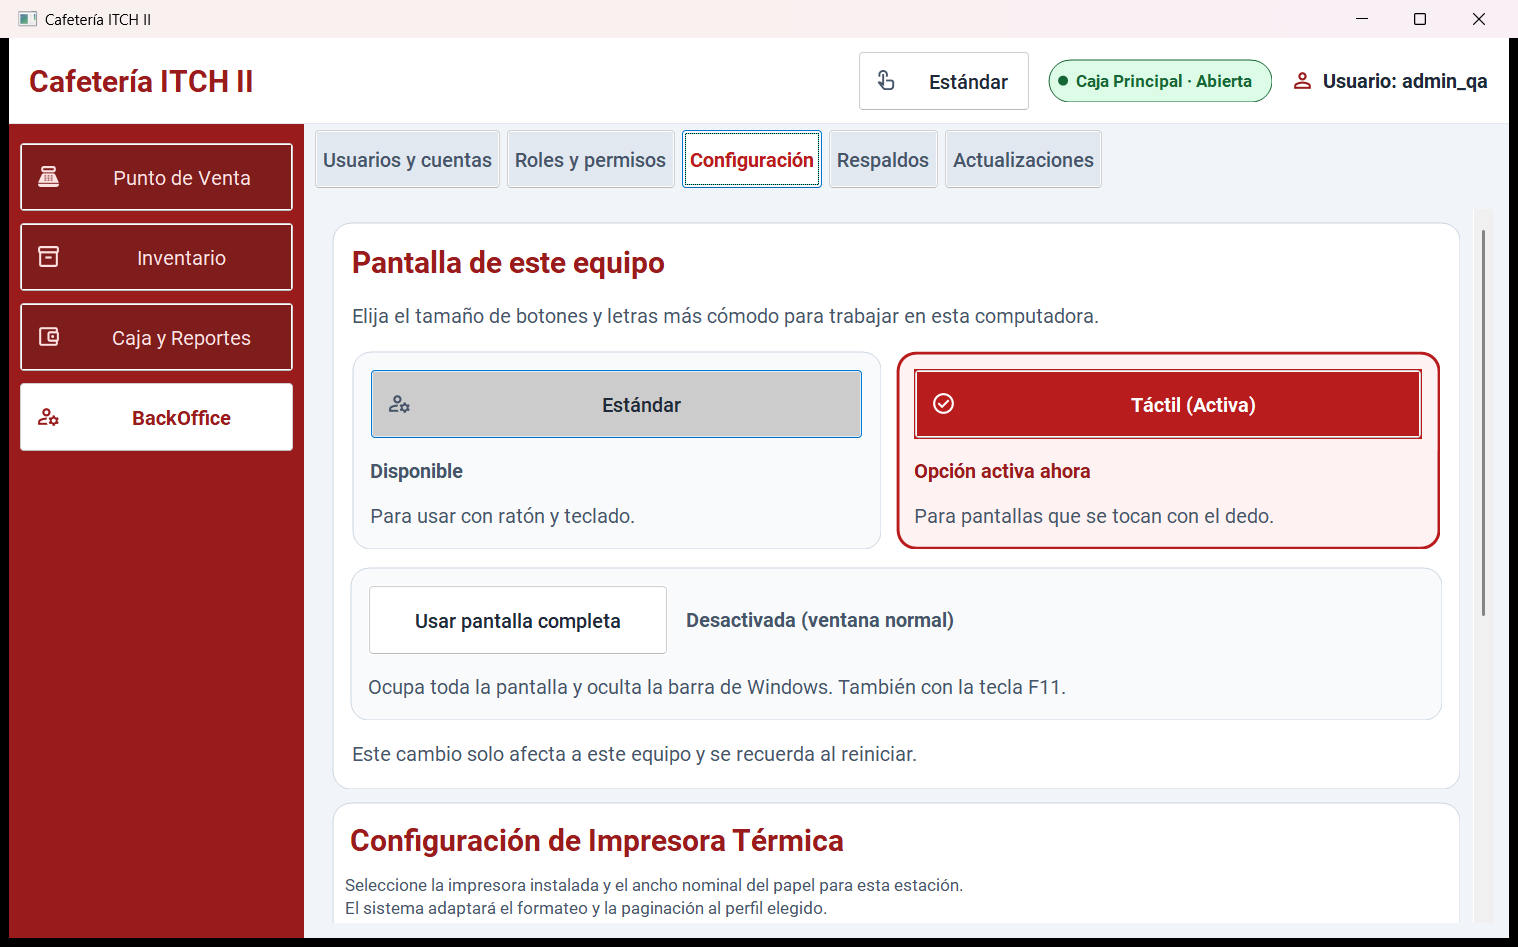 Cafetería ITCH II
Cafetería ITCH II
Estándar
Caja Principal · Abierta
Usuario: admin_qa
Punto de Venta
Inventario
Caja y Reportes
BackOffice
Usuarios y cuentas
Roles y permisos
Configuración
Respaldos
Actualizaciones
Pantalla de este equipo
Elija el tamaño de botones y letras más cómodo para trabajar en esta computadora.
Estándar
Disponible
Para usar con ratón y teclado.
Táctil (Activa)
Opción activa ahora
Para pantallas que se tocan con el dedo.
Usar pantalla completa
Desactivada (ventana normal)
Ocupa toda la pantalla y oculta la barra de Windows. También con la tecla F11.
Este cambio solo afecta a este equipo y se recuerda al reiniciar.
Configuración de Impresora Térmica
Seleccione la impresora instalada y el ancho nominal del papel para esta estación.
El sistema adaptará el formateo y la paginación al perfil elegido.